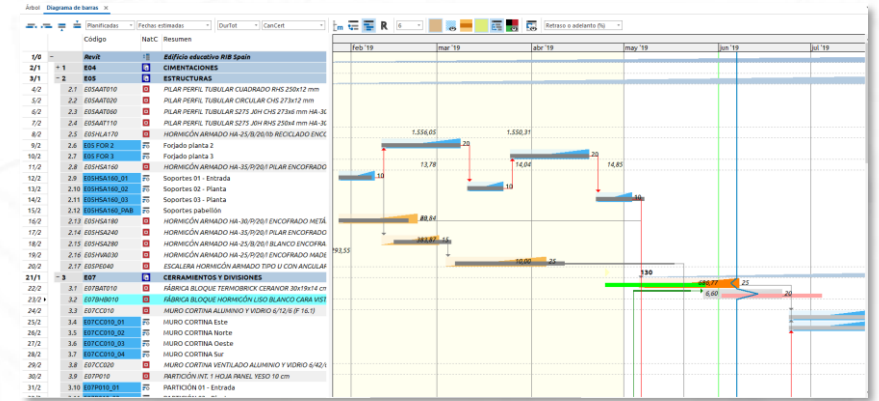 Árbol Diagrama de barras ×
Planificadas Fechas estimadas DurTot CanCert R 6 Retraso o adelanto (%)
Código NatC Resumen
feb '19 mar '19 abr '19 may '19 jun '19 jul '19
1/0 − Revit Edificio educativo RIB Spain
2/1 + 1 E04 CIMENTACIONES
3/1 − 2 E05 ESTRUCTURAS
4/2 2.1 E05AAT010 PILAR PERFIL TUBULAR CUADRADO RHS 250x12 mm
5/2 2.2 E05AAT020 PILAR PERFIL TUBULAR CIRCULAR CHS 273x12 mm
6/2 2.3 E05AAT060 PILAR PERFIL TUBULAR S275 J0H CHS 273x6 mm HA-30
7/2 2.4 E05AAT110 PILAR PERFIL TUBULAR S275 J0H RHS 250x4 mm HA-30
8/2 2.5 E05HLA170 HORMIGÓN ARMADO HA-25/B/20/IIb RECICLADO ENCO
1.556,05 1.550,31
9/2 2.6 E05 FOR 2 Forjado planta 2
20
10/2 2.7 E05 FOR 3 Forjado planta 3
20
11/2 2.8 E05HSA160 HORMIGÓN ARMADO HA-35/P/20/I PILAR ENCOFRADO
13,78 14,04 14,85
12/2 2.9 E05HSA160_01 Soportes 01 - Entrada
10
13/2 2.10 E05HSA160_02 Soportes 02 - Planta
10
14/2 2.11 E05HSA160_03 Soportes 03 - Planta
10
15/2 2.12 E05HSA160_PAB Soportes pabellón
16/2 2.13 E05HSA180 HORMIGÓN ARMADO HA-30/P/20/I ENCOFRADO METÁ
88,84
17/2 2.14 E05HSA240 HORMIGÓN ARMADO HA-35/P/20/I PILAR ENCOFRADO
18/2 2.15 E05HSA280 HORMIGÓN ARMADO HA-25/B/20/I BLANCO ENCOFRA
383,87 15
19/2 2.16 E05HVA030 HORMIGÓN ARMADO HA-25/P/20/I ENCOFRADO MADE
293,55
20/2 2.17 E05PE040 ESCALERA HORMIGÓN ARMADO TIPO U CON ANGULAR
10,00 25
21/1 − 3 E07 CERRAMIENTOS Y DIVISIONES
130
22/2 3.1 E07BAT010 FÁBRICA BLOQUE TERMOBRICK CERANOR 30x19x14 cm
686,77 25
23/2 3.2 E07BHB010 FÁBRICA BLOQUE HORMIGÓN LISO BLANCO CARA VIST
6,60 20
24/2 3.3 E07CC010 MURO CORTINA ALUMINIO Y VIDRIO 6/12/6 (F 16.1)
25/2 3.4 E07CC010_01 MURO CORTINA Este
26/2 3.5 E07CC010_02 MURO CORTINA Norte
27/2 3.6 E07CC010_03 MURO CORTINA Oeste
28/2 3.7 E07CC010_04 MURO CORTINA Sur
29/2 3.8 E07CC020 MURO CORTINA VENTILADO ALUMINIO Y VIDRIO 6/42/
30/2 3.9 E07P010 PARTICIÓN INT. 1 HOJA PANEL YESO 10 cm
31/2 3.10 E07P010_01 PARTICIÓN 01 - Entrada